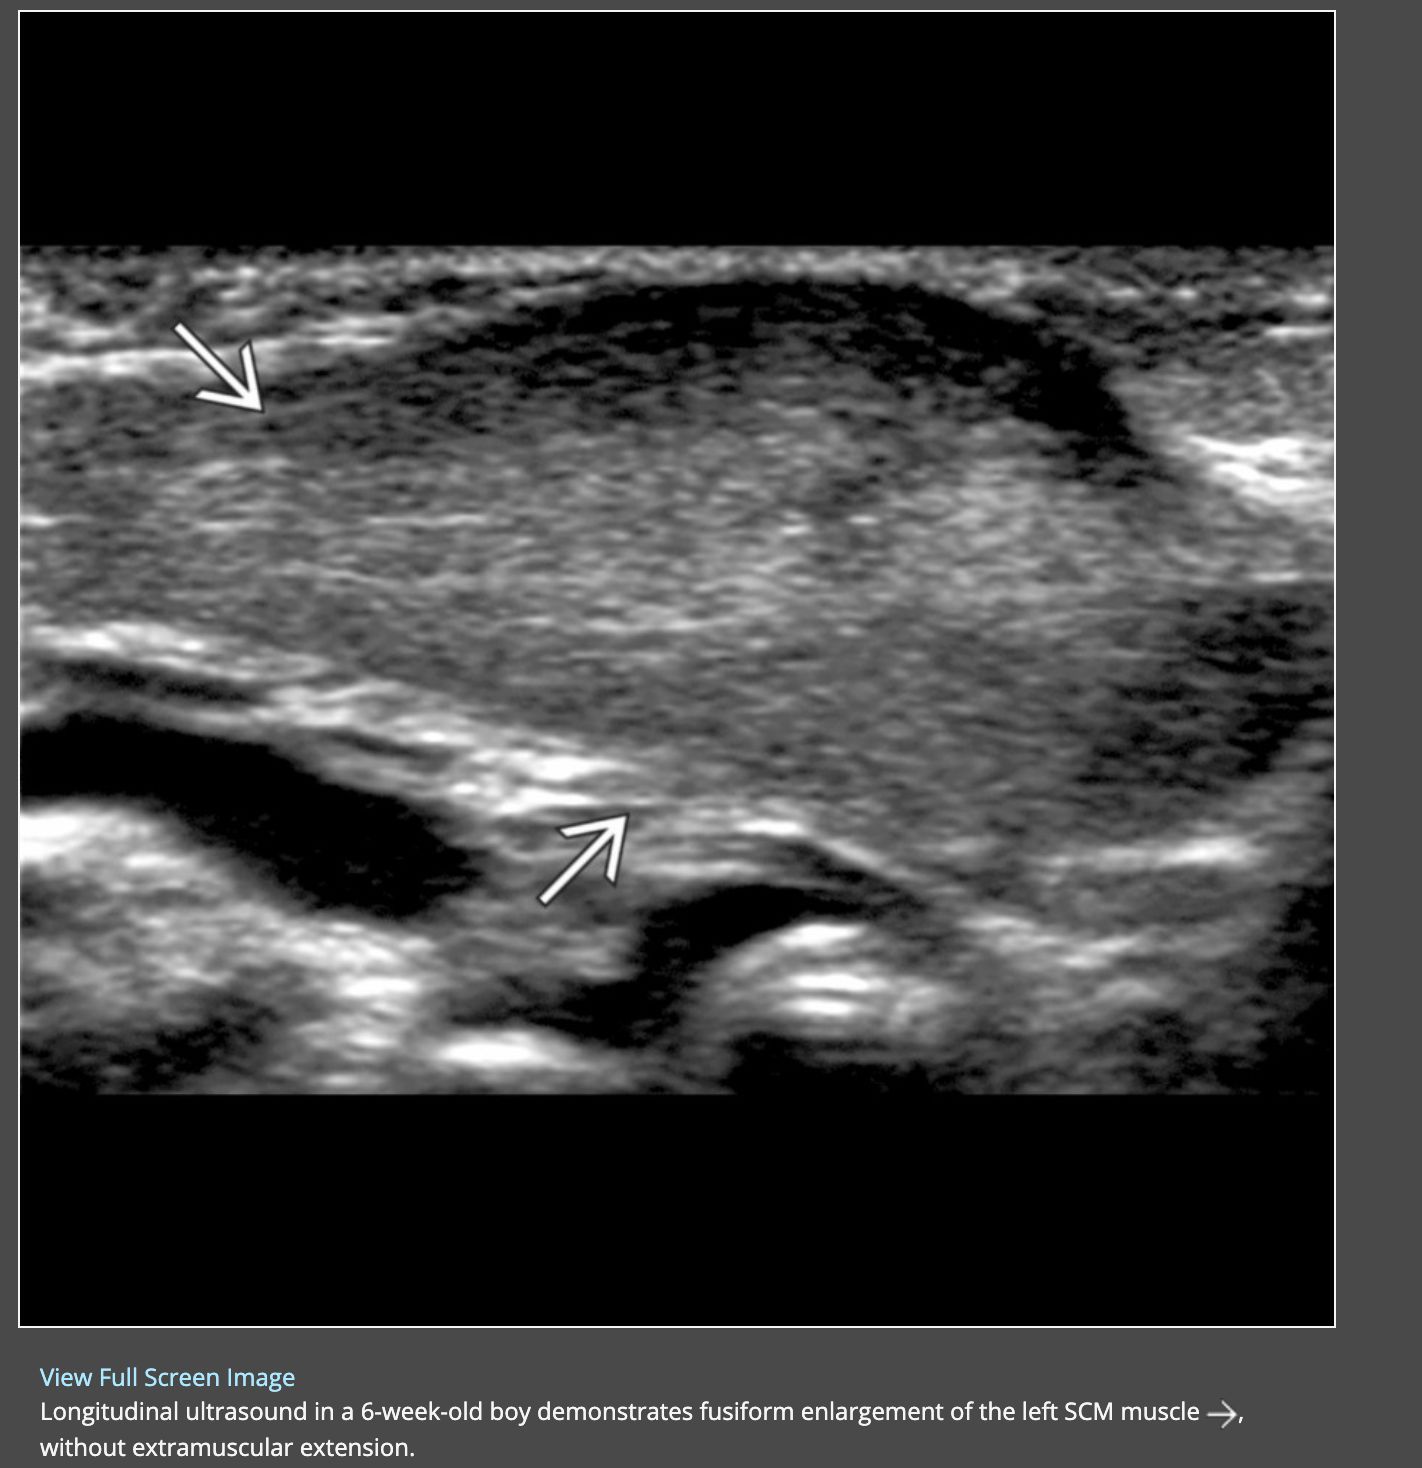 View Full Screen Image
Longitudinal ultrasound in a 6-week-old boy demonstrates fusiform enlargement of the left SCM muscle →,
without extramuscular extension.